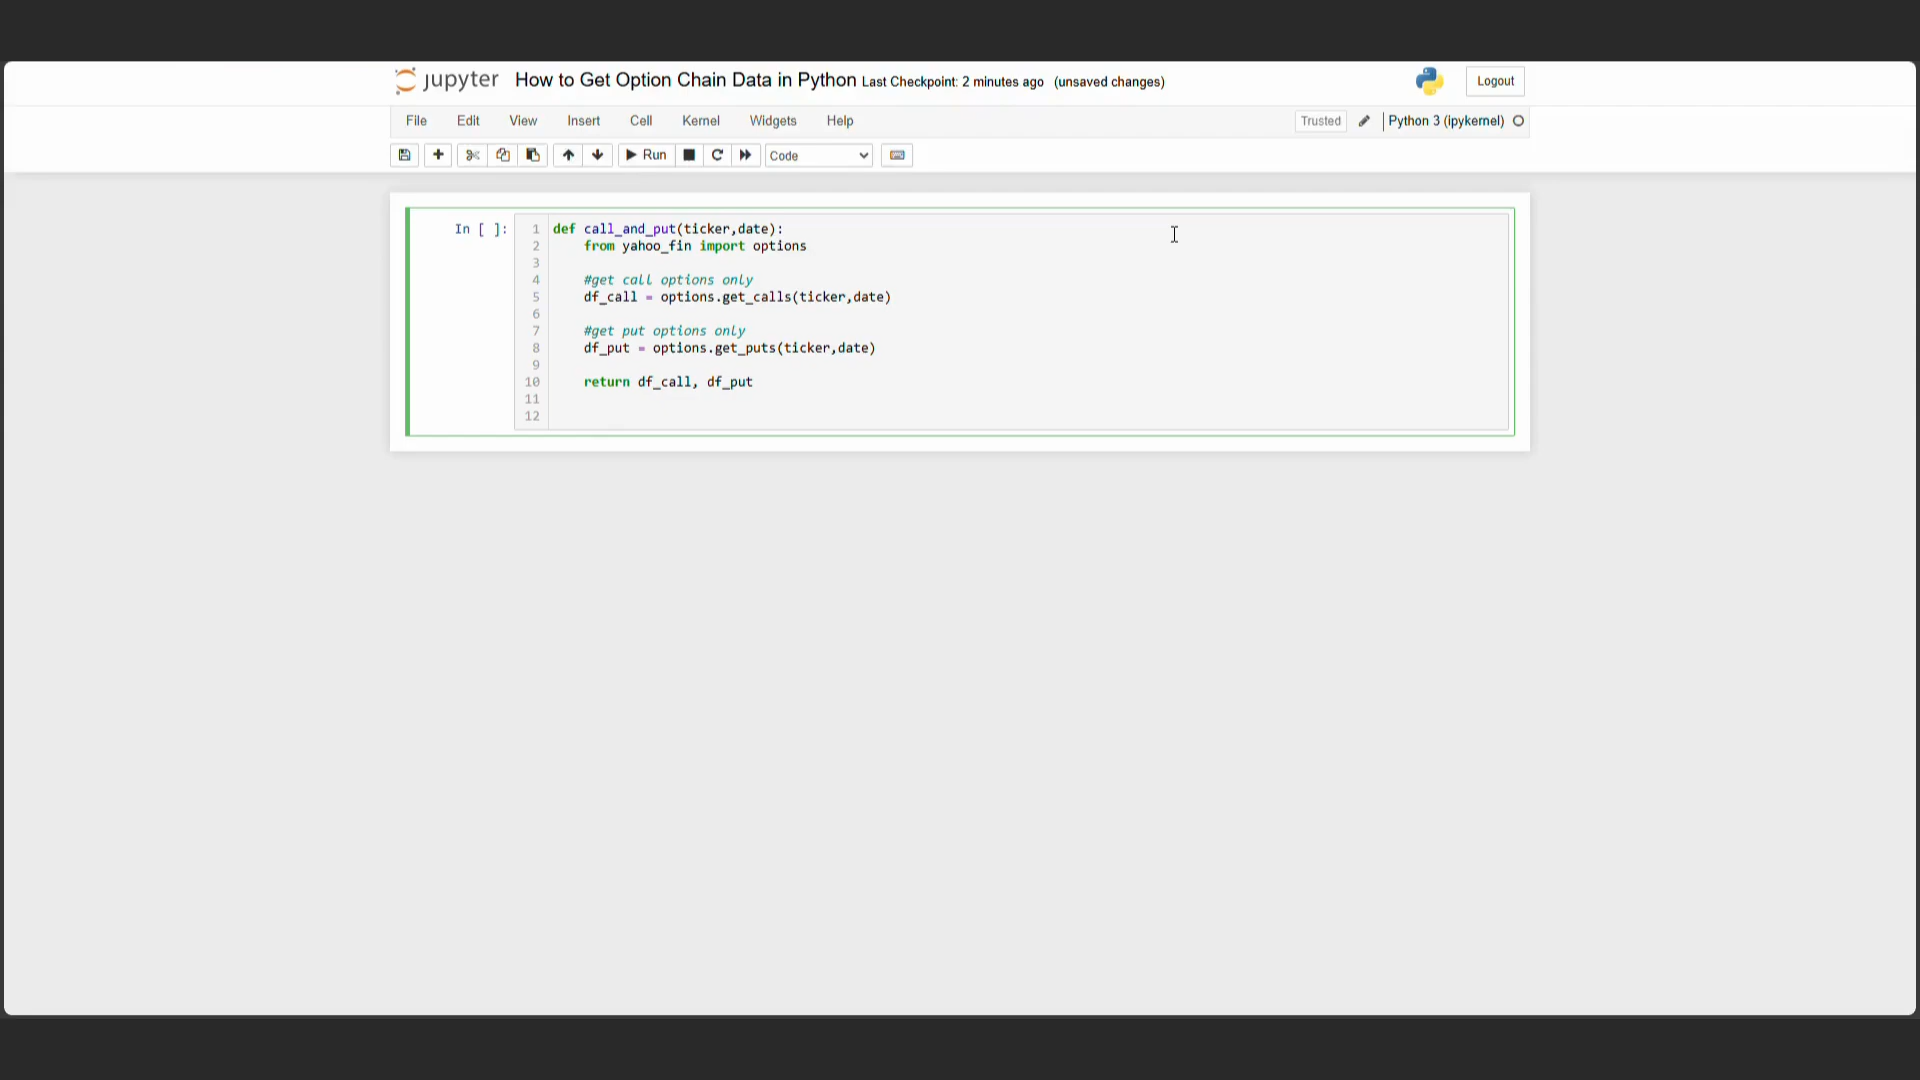 jupyter How to Get Option Chain Data in Python Last Checkpoint: 2 minutes ago (unsaved changes) Logout
File Edit View Insert Cell Kernel Widgets Help Trusted Python 3 (ipykernel)
Run Code
In [ ]:
1 def call_and_put(ticker,date):
2     from yahoo_fin import options
3
4     #get call options only
5     df_call = options.get_calls(ticker,date)
6
7     #get put options only
8     df_put = options.get_puts(ticker,date)
9
10     return df_call, df_put
11
12